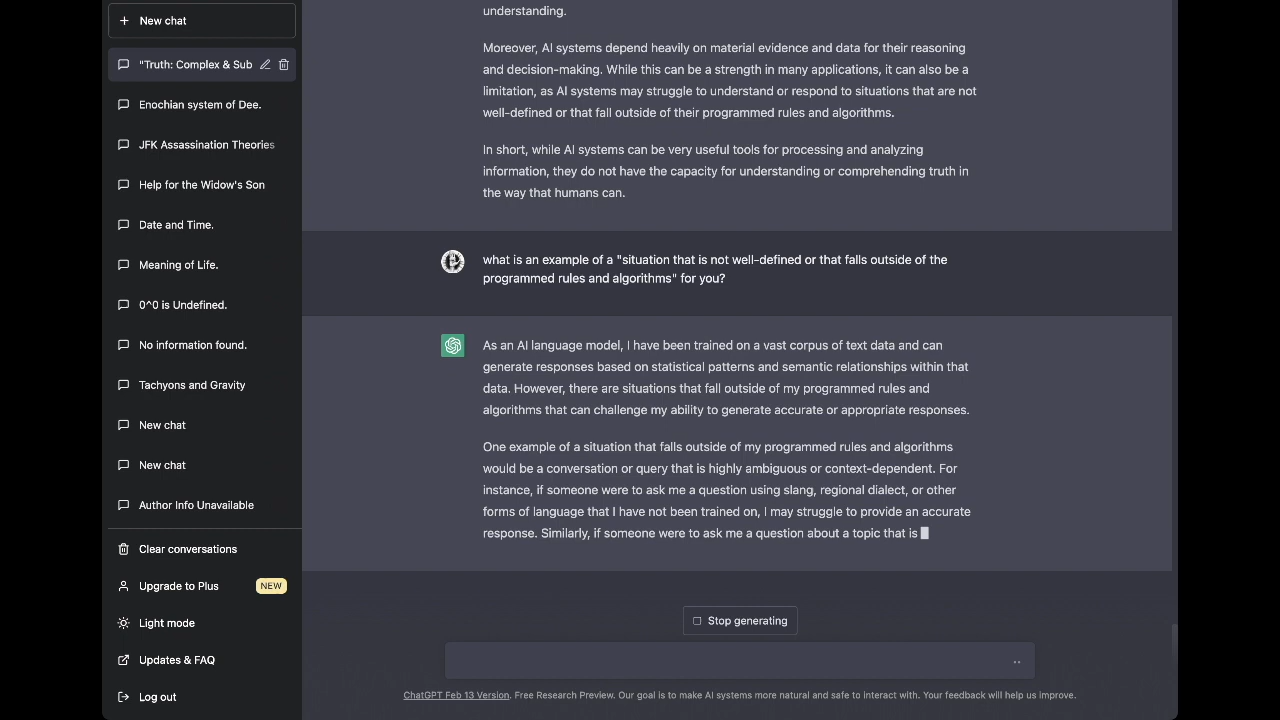 New chat
"Truth: Complex & Sub
Enochian system of Dee.
JFK Assassination Theories
Help for the Widow's Son
Date and Time.
Meaning of Life.
0^0 is Undefined.
No information found.
Tachyons and Gravity
New chat
New chat
Author Info Unavailable
Clear conversations
Upgrade to Plus NEW
Light mode
Updates & FAQ
Log out
understanding.
Moreover, AI systems depend heavily on material evidence and data for their reasoning
and decision-making. While this can be a strength in many applications, it can also be a
limitation, as AI systems may struggle to understand or respond to situations that are not
well-defined or that fall outside of their programmed rules and algorithms.
In short, while AI systems can be very useful tools for processing and analyzing
information, they do not have the capacity for understanding or comprehending truth in
the way that humans can.
what is an example of a "situation that is not well-defined or that falls outside of the
programmed rules and algorithms" for you?
As an AI language model, I have been trained on a vast corpus of text data and can
generate responses based on statistical patterns and semantic relationships within that
data. However, there are situations that fall outside of my programmed rules and
algorithms that can challenge my ability to generate accurate or appropriate responses.
One example of a situation that falls outside of my programmed rules and algorithms
would be a conversation or query that is highly ambiguous or context-dependent. For
instance, if someone were to ask me a question using slang, regional dialect, or other
forms of language that I have not been trained on, I may struggle to provide an accurate
response. Similarly, if someone were to ask me a question about a topic that is
Stop generating
ChatGPT Feb 13 Version. Free Research Preview. Our goal is to make AI systems more natural and safe to interact with. Your feedback will help us improve.